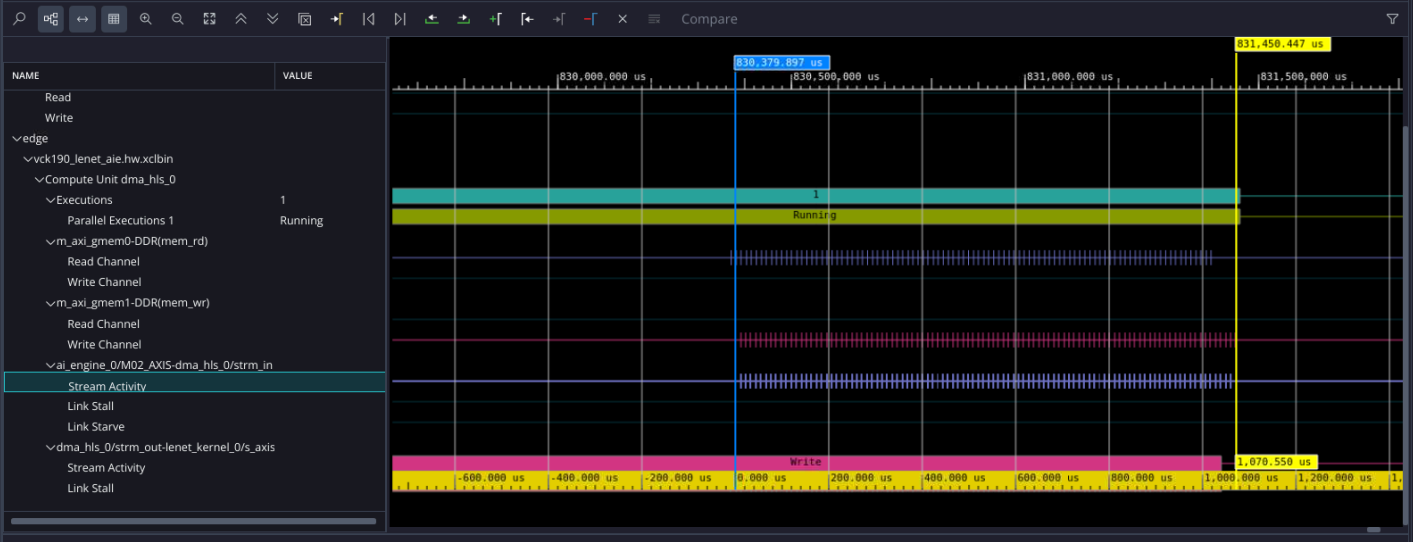 Compare
NAME VALUE
Read
Write
edge
vck190_lenet_aie.hw.xclbin
Compute Unit dma_hls_0
Executions 1
Parallel Executions 1 Running
m_axi_gmem0-DDR(mem_rd)
Read Channel
Write Channel
m_axi_gmem1-DDR(mem_wr)
Read Channel
Write Channel
ai_engine_0/M02_AXIS-dma_hls_0/strm_in
Stream Activity
Link Stall
Link Starve
dma_hls_0/strm_out-lenet_kernel_0/s_axis
Stream Activity
Link Stall
831,450.447 us
830,379.897 us
830,000.000 us 830,500.000 us 831,000.000 us 831,500.000 us
1
Running
Write
1,070.550 us
-600.000 us -400.000 us -200.000 us 0.000 us 200.000 us 400.000 us 600.000 us 800.000 us 1,000.000 us 1,200.000 us 1,